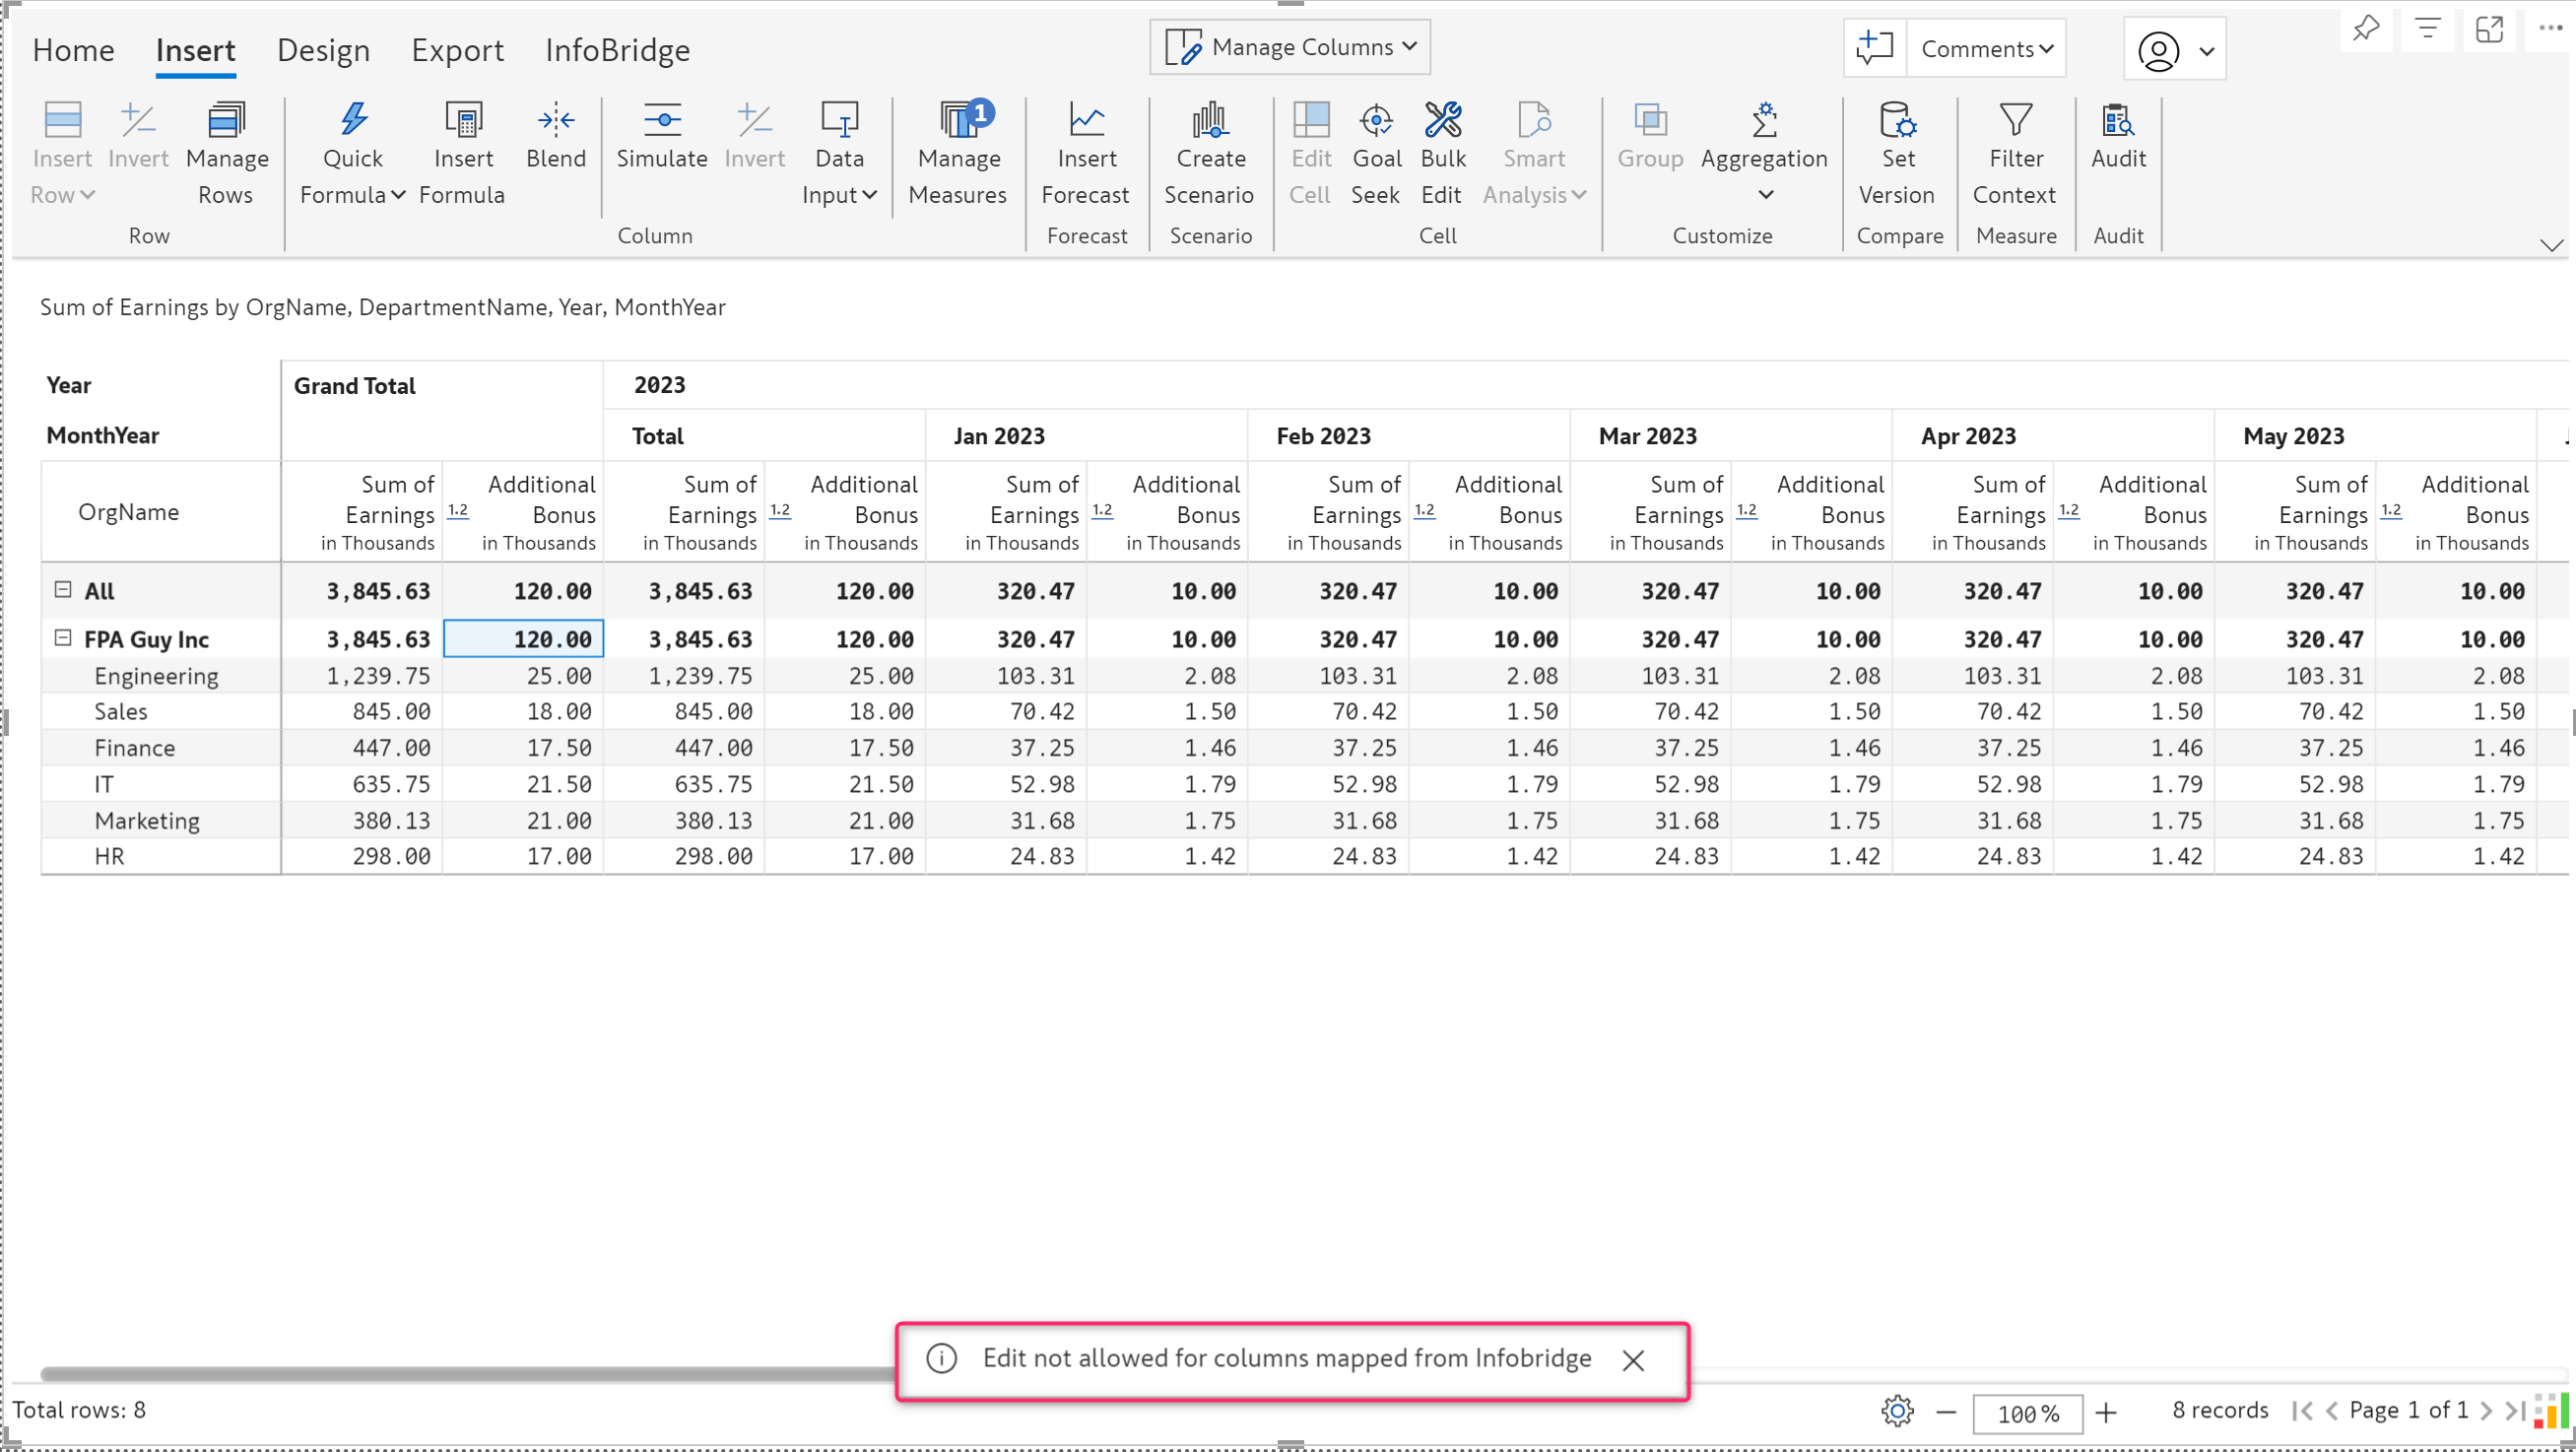 Home Insert Design Export InfoBridge Manage Columns Comments
Insert Row Invert Manage Rows Quick Formula Insert Formula Blend Simulate Invert Data Input Manage Measures 1 Insert Forecast Create Scenario Edit Cell Goal Seek Bulk Edit Smart Analysis Group Aggregation Set Version Filter Context Audit
Row Column Forecast Scenario Cell Customize Compare Measure Audit
Sum of Earnings by OrgName, DepartmentName, Year, MonthYear
Year Grand Total 2023
MonthYear Total Jan 2023 Feb 2023 Mar 2023 Apr 2023 May 2023
OrgName Sum of Earnings in Thousands 1.2 Additional Bonus in Thousands Sum of Earnings in Thousands 1.2 Additional Bonus in Thousands Sum of Earnings in Thousands 1.2 Additional Bonus in Thousands Sum of Earnings in Thousands 1.2 Additional Bonus in Thousands Sum of Earnings in Thousands 1.2 Additional Bonus in Thousands Sum of Earnings in Thousands 1.2 Additional Bonus in Thousands Sum of Earnings in Thousands 1.2 Additional Bonus in Thousands
All 3,845.63 120.00 3,845.63 120.00 320.47 10.00 320.47 10.00 320.47 10.00 320.47 10.00 320.47 10.00
FPA Guy Inc 3,845.63 120.00 3,845.63 120.00 320.47 10.00 320.47 10.00 320.47 10.00 320.47 10.00 320.47 10.00
Engineering 1,239.75 25.00 1,239.75 25.00 103.31 2.08 103.31 2.08 103.31 2.08 103.31 2.08 103.31 2.08
Sales 845.00 18.00 845.00 18.00 70.42 1.50 70.42 1.50 70.42 1.50 70.42 1.50 70.42 1.50
Finance 447.00 17.50 447.00 17.50 37.25 1.46 37.25 1.46 37.25 1.46 37.25 1.46 37.25 1.46
IT 635.75 21.50 635.75 21.50 52.98 1.79 52.98 1.79 52.98 1.79 52.98 1.79 52.98 1.79
Marketing 380.13 21.00 380.13 21.00 31.68 1.75 31.68 1.75 31.68 1.75 31.68 1.75 31.68 1.75
HR 298.00 17.00 298.00 17.00 24.83 1.42 24.83 1.42 24.83 1.42 24.83 1.42 24.83 1.42
Edit not allowed for columns mapped from Infobridge
Total rows: 8 100 % 8 records Page 1 of 1